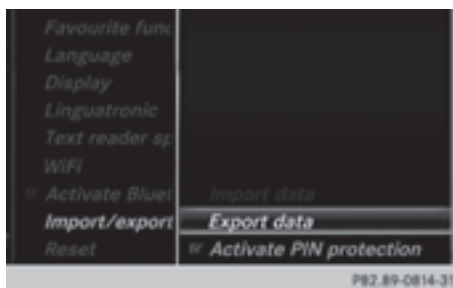 Favourite func
Language
Display
Linguatronic
Text reader sp
WiFi
Activate Bluet
Import data
Import/export
Export data
Reset
Activate PIN protection
P82.89-0814-31